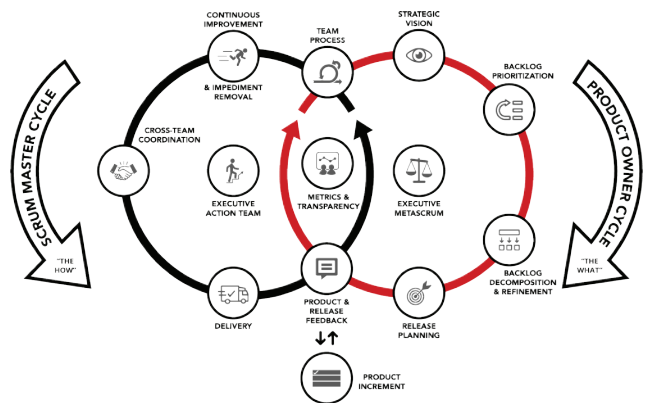 CONTINUOUS
IMPROVEMENT
& IMPEDIMENT
REMOVAL
TEAM
PROCESS
STRATEGIC
VISION
BACKLOG
PRIORITIZATION
SCRUM MASTER CYCLE
"THE
HOW"
CROSS-TEAM
COORDINATION
EXECUTIVE
ACTION TEAM
METRICS &
TRANSPARENCY
EXECUTIVE
METASCRUM
PRODUCT OWNER CYCLE
"THE
WHAT"
BACKLOG
DECOMPOSITION
& REFINEMENT
DELIVERY
PRODUCT &
RELEASE
FEEDBACK
RELEASE
PLANNING
PRODUCT
INCREMENT